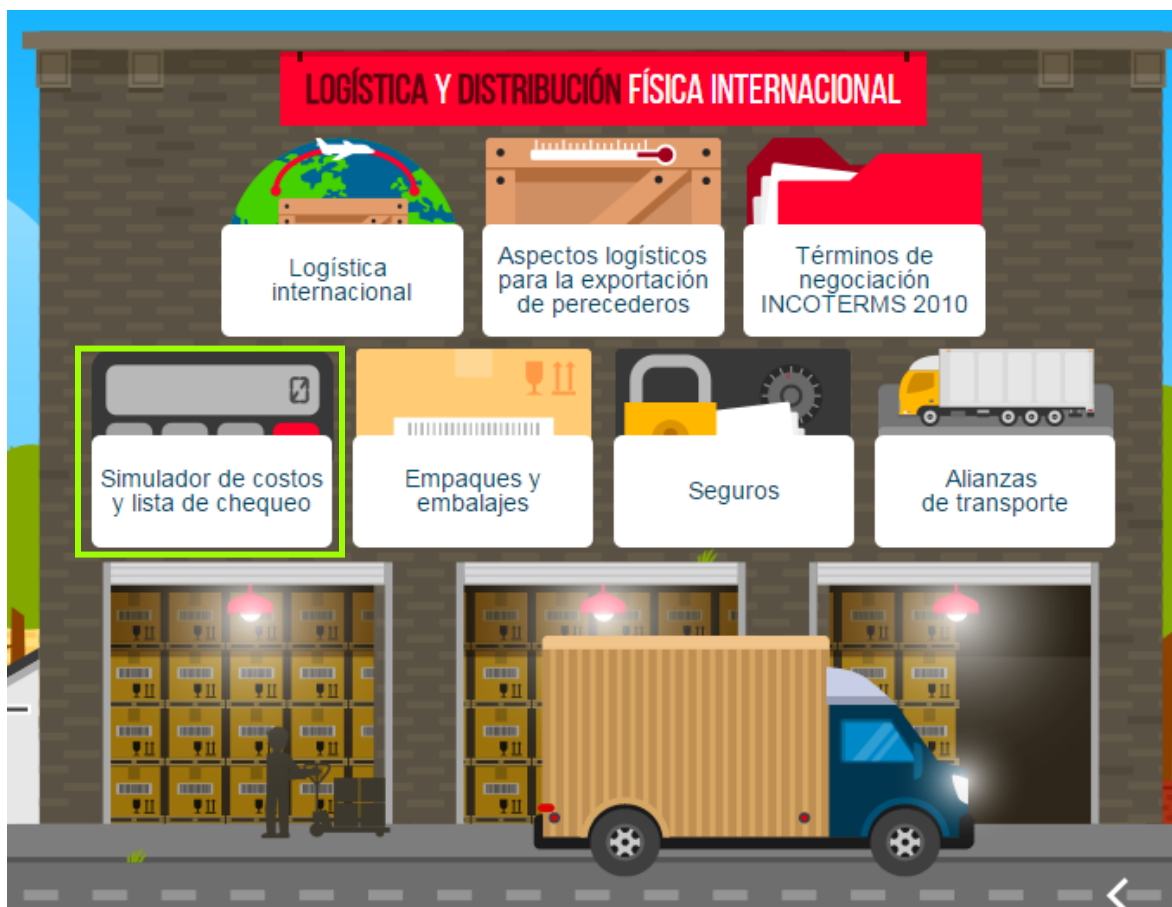 LOGÍSTICA Y DISTRIBUCIÓN FÍSICA INTERNACIONAL
Logística
internacional
Aspectos logísticos
para la exportación
de perecederos
Términos de
negociación
INCOTERMS 2010
0
Simulador de costos
y lista de chequeo
Empaques y
embalajes
Seguros
Alianzas
de transporte